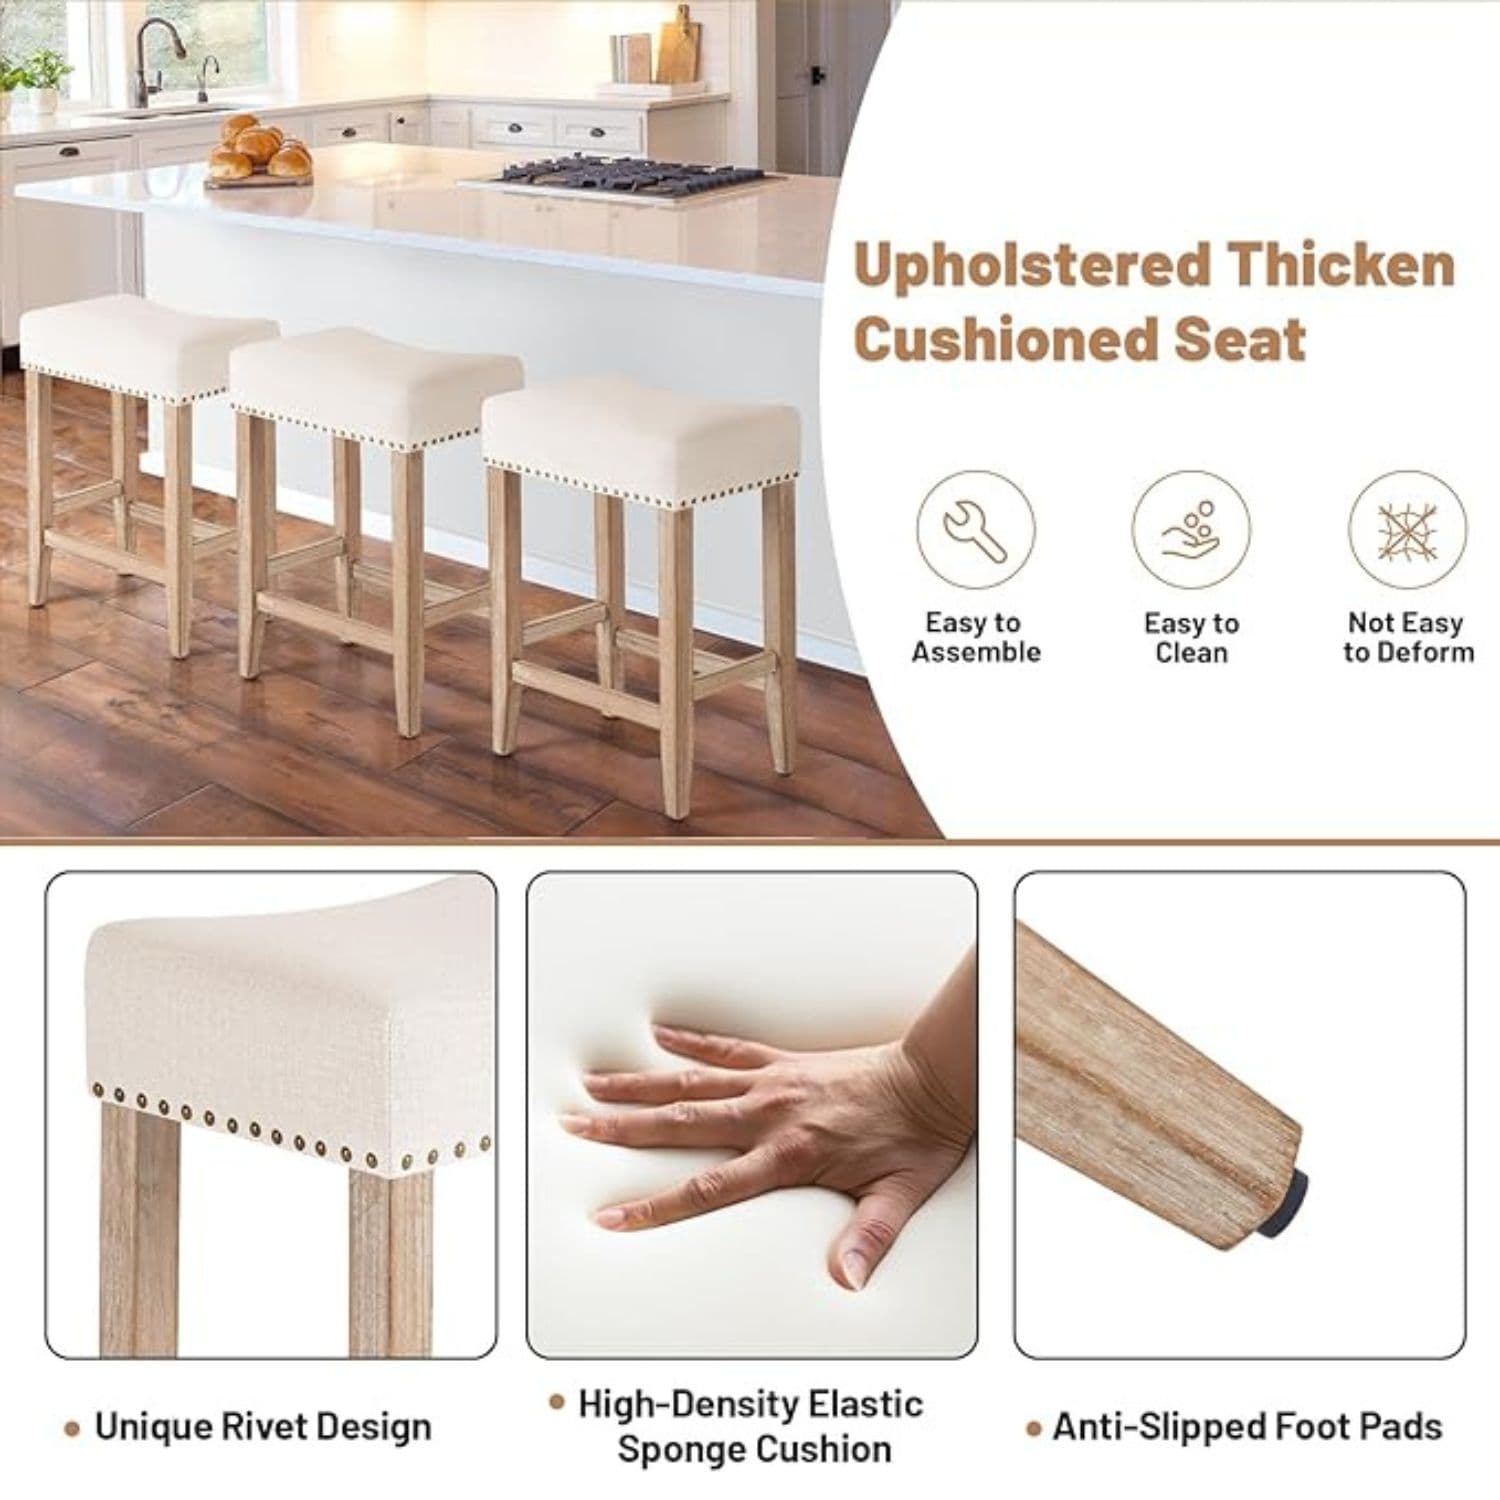 Upholstered Thicken
Cushioned Seat
Easy to
Assemble
Easy to
Clean
Not Easy
to Deform
Unique Rivet Design
High-Density Elastic
Sponge Cushion
Anti-Slipped Foot Pads